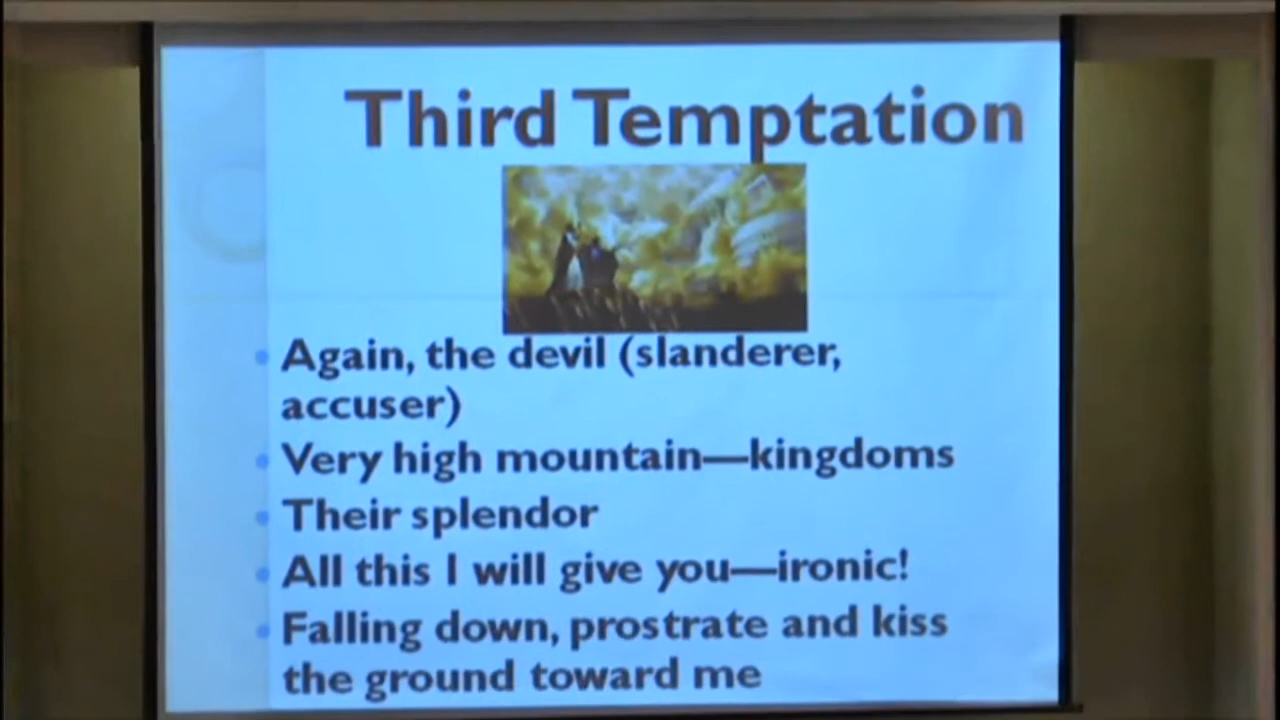 Third Temptation
Again, the devil (slanderer,
accuser)
Very high mountain—kingdoms
Their splendor
All this I will give you—ironic!
Falling down, prostrate and kiss
the ground toward me